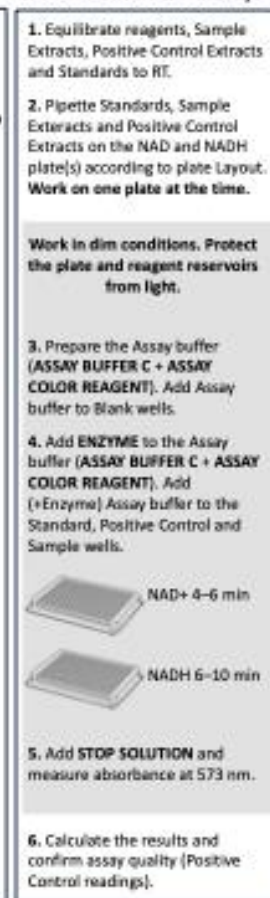 1. Equilibrate reagents, Sample
Extracts, Positive Control Extracts
and Standards to RT.
2. Pipette Standards, Sample
Exteracts and Positive Control
Extracts on the NAD and NADH
plate(s) according to plate Layout.
Work on one plate at the time.
Work in dim conditions. Protect
the plate and reagent reservoirs
from light.
3. Prepare the Assay buffer
(ASSAY BUFFER C + ASSAY
COLOR REAGENT). Add Assay
buffer to Blank wells.
4. Add ENZYME to the Assay
buffer (ASSAY BUFFER C + ASSAY
COLOR REAGENT). Add
(+Enzyme) Assay buffer to the
Standard, Positive Control and
Sample wells.
NAD+ 4–6 min
NADH 6–10 min
5. Add STOP SOLUTION and
measure absorbance at 573 nm.
6. Calculate the results and
confirm assay quality (Positive
Control readings).